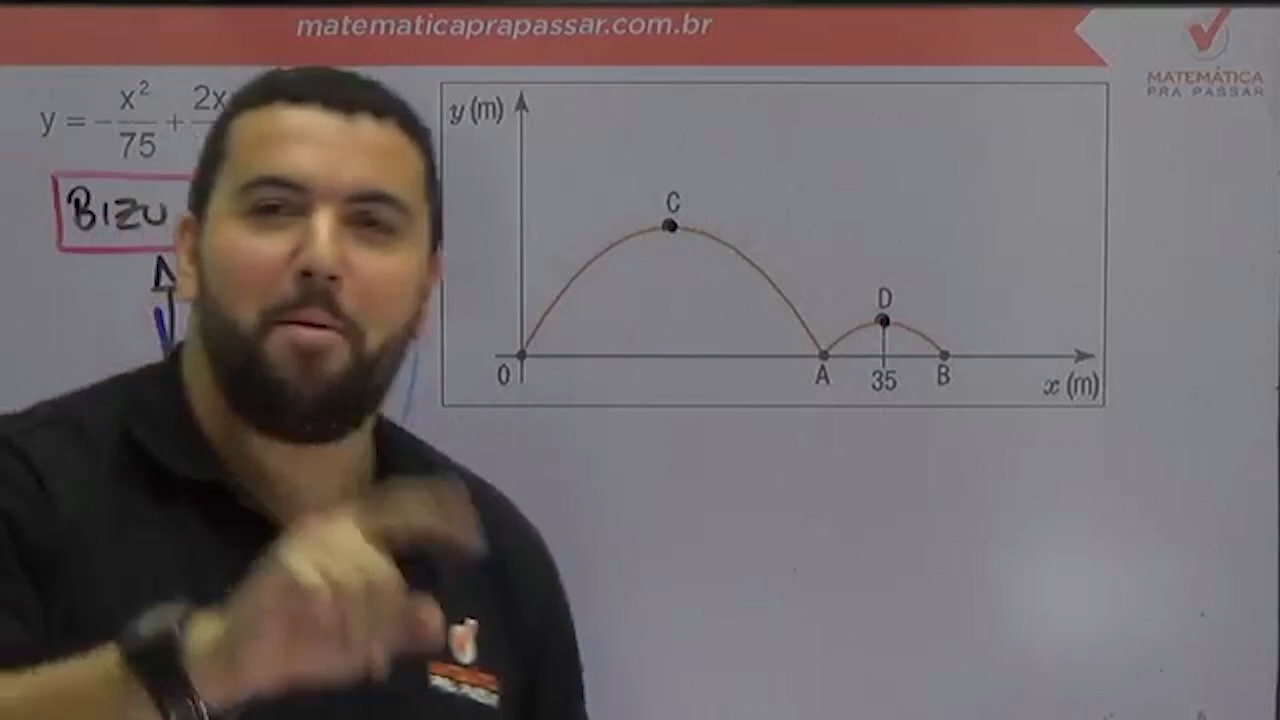 matematicaprapassar.com.br
MATEMÁTICA
PRA PASSAR
y = - x²/75 + 2x
BIZU
y (m)
C
D
0
A
35
B
x (m)